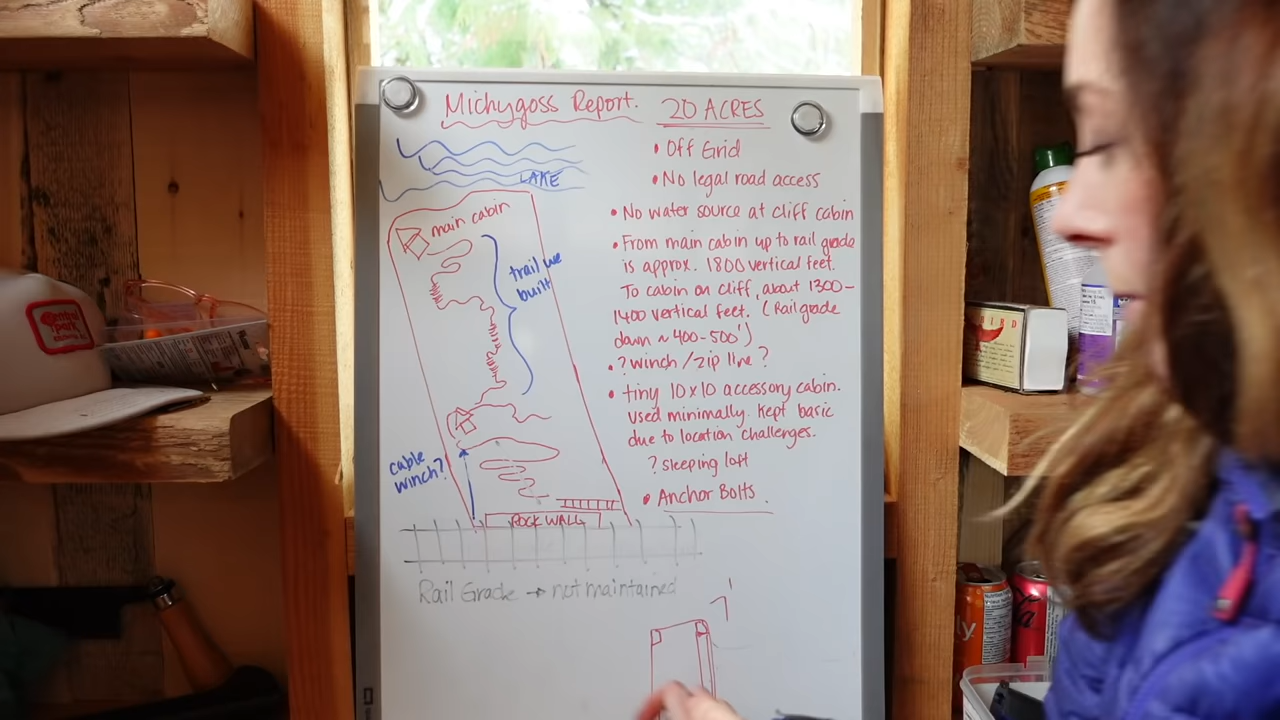 Michygoss Report.
20 ACRES
LAKE
main cabin
trail we
built
cable
winch?
ROCK WALL
Rail Grade → not maintained
• Off Grid
• No legal road access
• No water source at cliff cabin
• From main cabin up to rail grade
is approx. 1800 vertical feet.
To cabin on cliff, about 1300-
1400 vertical feet. (Rail grade
down ~ 400-500')
• ? winch / zip line ?
• tiny 10x10 accessory cabin.
used minimally. Kept basic
due to location challenges.
? sleeping loft
• Anchor Bolts.
7'
Central
Park